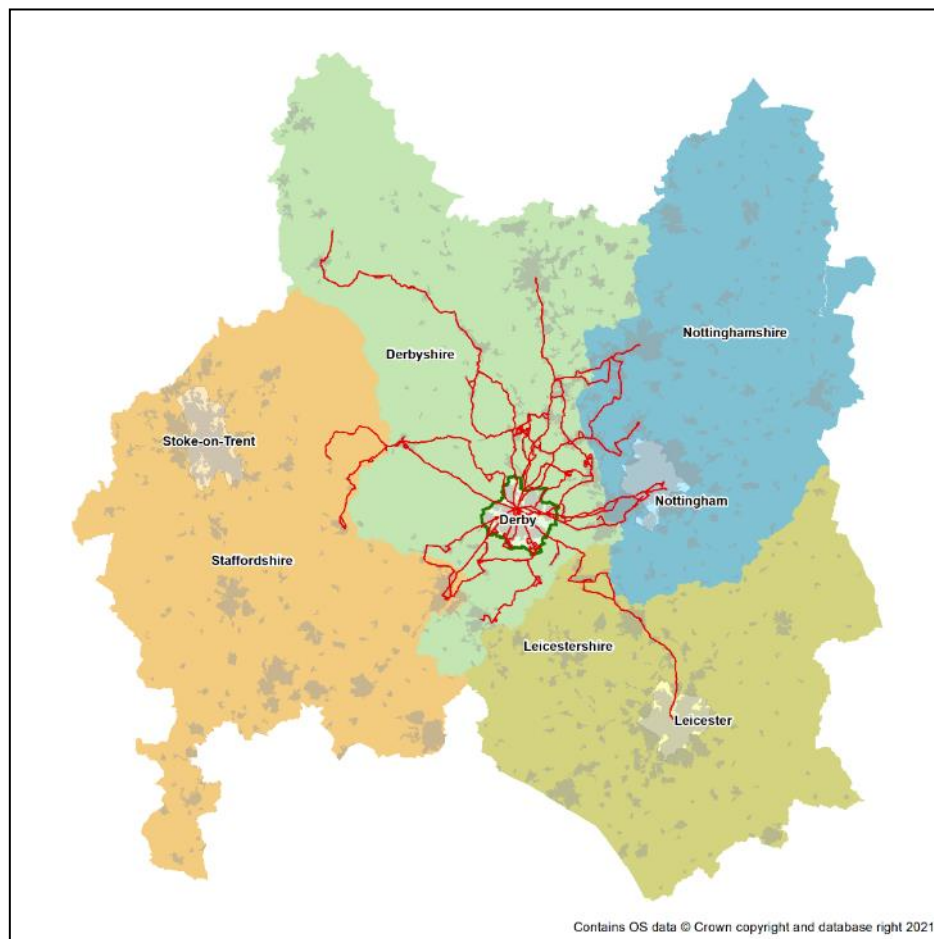 Nottinghamshire
Derbyshire
Stoke-on-Trent
Nottingham
Derby
Staffordshire
Leicestershire
Leicester
Contains OS data © Crown copyright and database right 2021